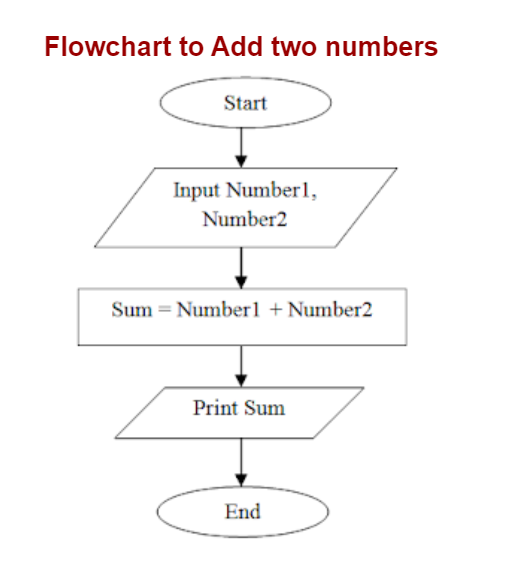 Flowchart to Add two numbers
Start
Input Number1,
Number2
Sum = Number1 + Number2
Print Sum
End